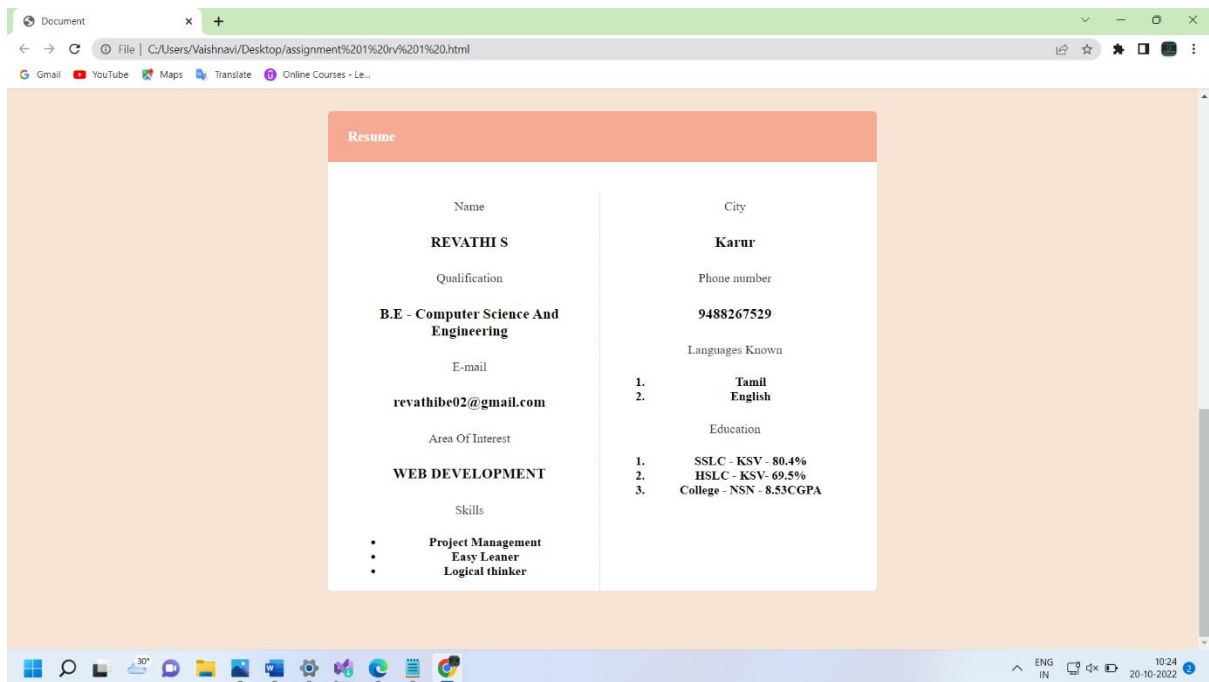 Document
File | C:/Users/Vaishnavi/Desktop/assignment%201%20rv%201%20.html
Gmail YouTube Maps Translate Online Courses - Le...
Resume
Name
REVATHI S
Qualification
B.E - Computer Science And
Engineering
E-mail
revathibe02@gmail.com
Area Of Interest
WEB DEVELOPMENT
Skills
• Project Management
• Easy Leaner
• Logical thinker
City
Karur
Phone number
9488267529
Languages Known
1. Tamil
2. English
Education
1. SSLC - KSV - 80.4%
2. HSLC - KSV- 69.5%
3. College - NSN - 8.53CGPA
30°
ENG
IN
10:24
20-10-2022
2